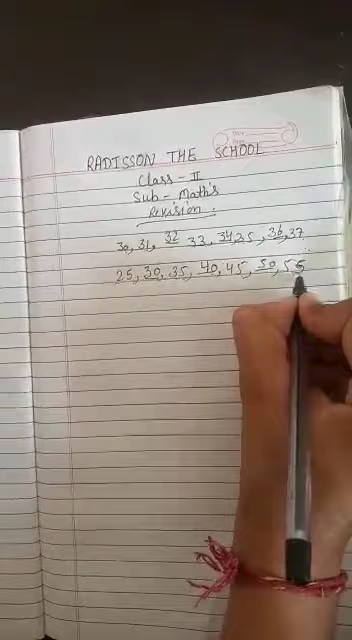 RADISSON THE SCHOOL
Class - II
Sub - Maths
Revision :
30, 31, 32 33, 34, 35, 36, 37
25, 30, 35, 40, 45, 50, 55